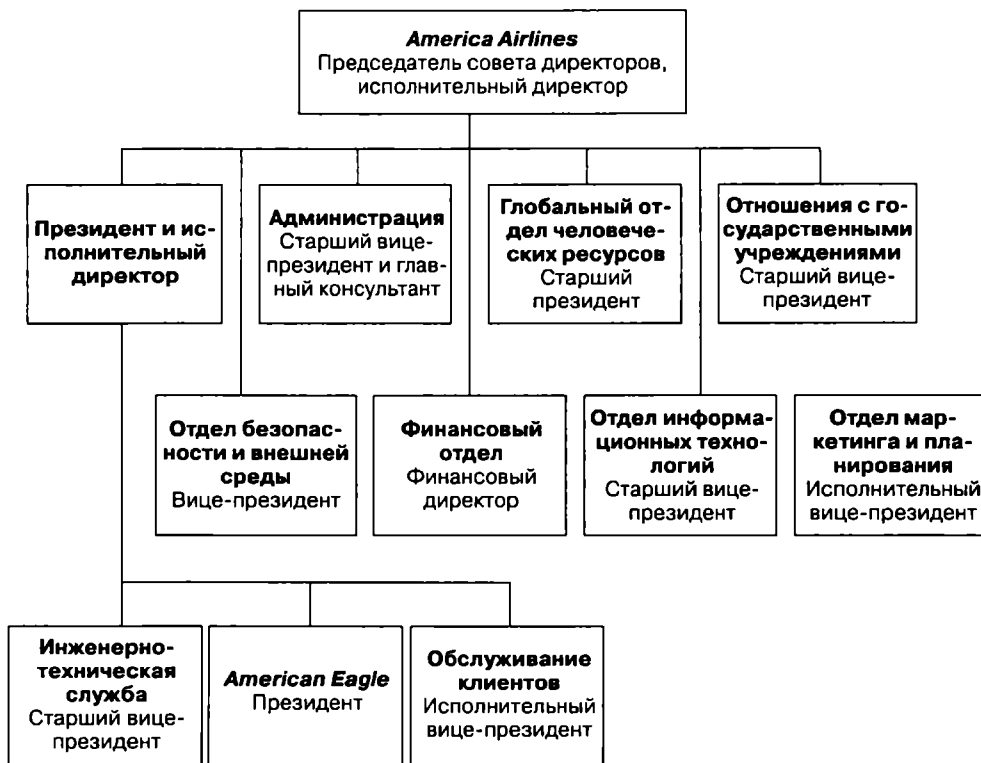 America Airlines
Председатель совета директоров,
исполнительный директор
Президент и ис-
полнительный
директор
Администрация
Старший вице-
президент и глав-
ный консультант
Глобальный от-
дел человече-
ских ресурсов
Старший
президент
Отношения с го-
сударственными
учреждениями
Старший вице-
президент
Отдел безопас-
ности и внешней
среды
Вице-президент
Финансовый
отдел
Финансовый
директор
Отдел информа-
ционных техно-
логий
Старший вице-
президент
Отдел мар-
кетинга и пла-
нирования
Исполнительный
вице-президент
Инженерно-
техническая
служба
Старший вице-
президент
American Eagle
Президент
Обслуживание
клиентов
Исполнительный
вице-президент